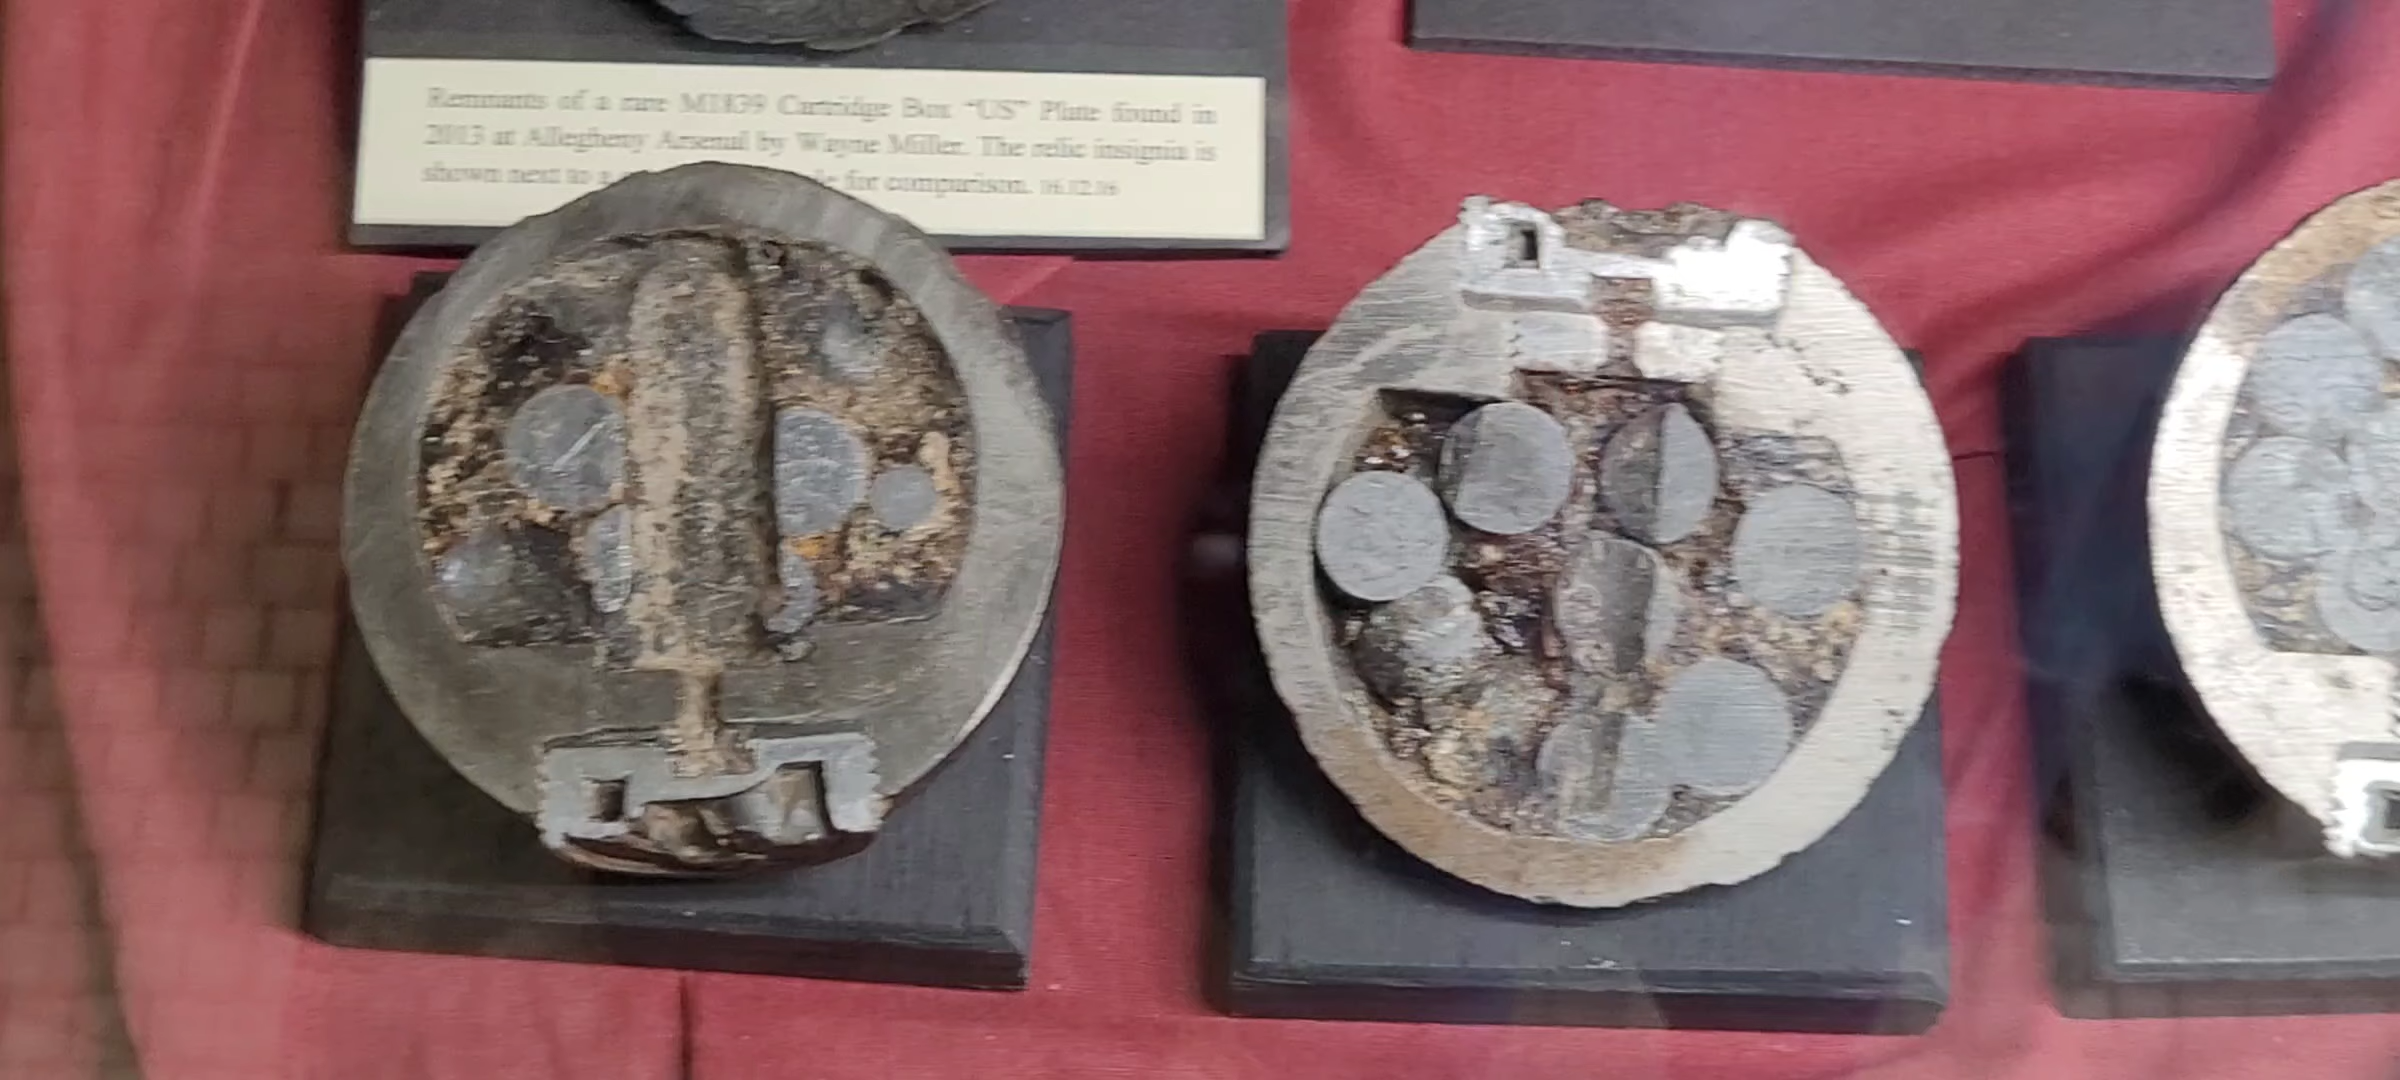 Remnants of a rare M1839 Cartridge Box "US" Plate found in
2013 at Allegheny Arsenal by Wayne Miller. The relic insignia is
shown next to a for comparison. 16.12.16